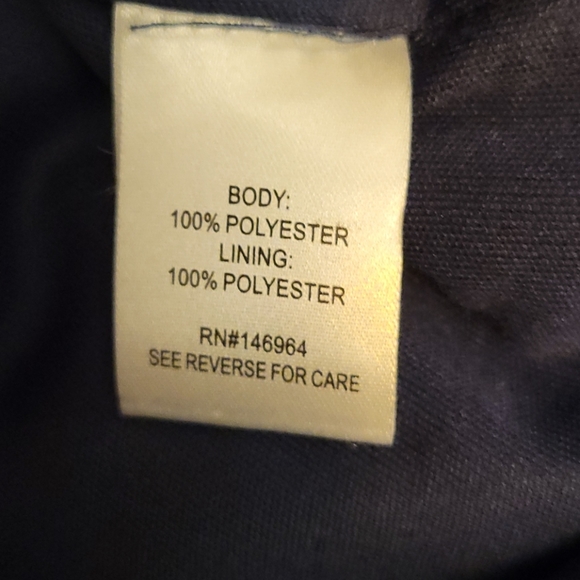 BODY:
100% POLYESTER
LINING:
100% POLYESTER
RN#146964
SEE REVERSE FOR CARE